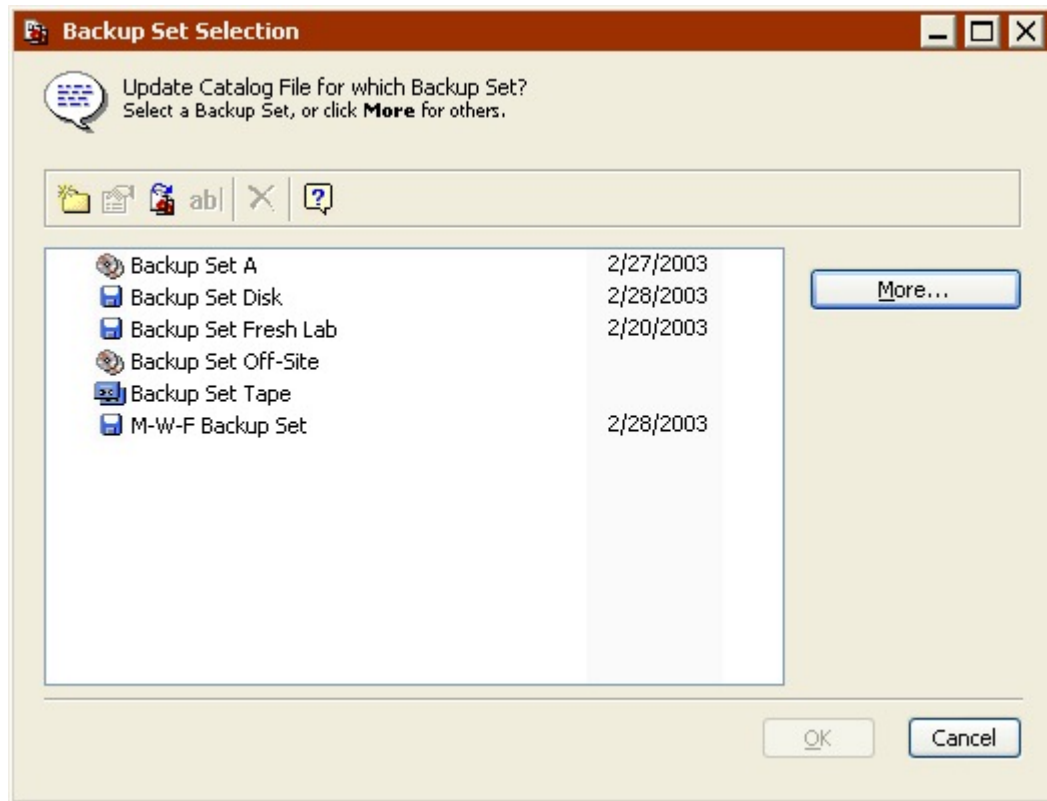 Backup Set Selection
Update Catalog File for which Backup Set?
Select a Backup Set, or click More for others.
ab|
Backup Set A 2/27/2003
Backup Set Disk 2/28/2003
Backup Set Fresh Lab 2/20/2003
Backup Set Off-Site
Backup Set Tape
M-W-F Backup Set 2/28/2003
More...
OK Cancel